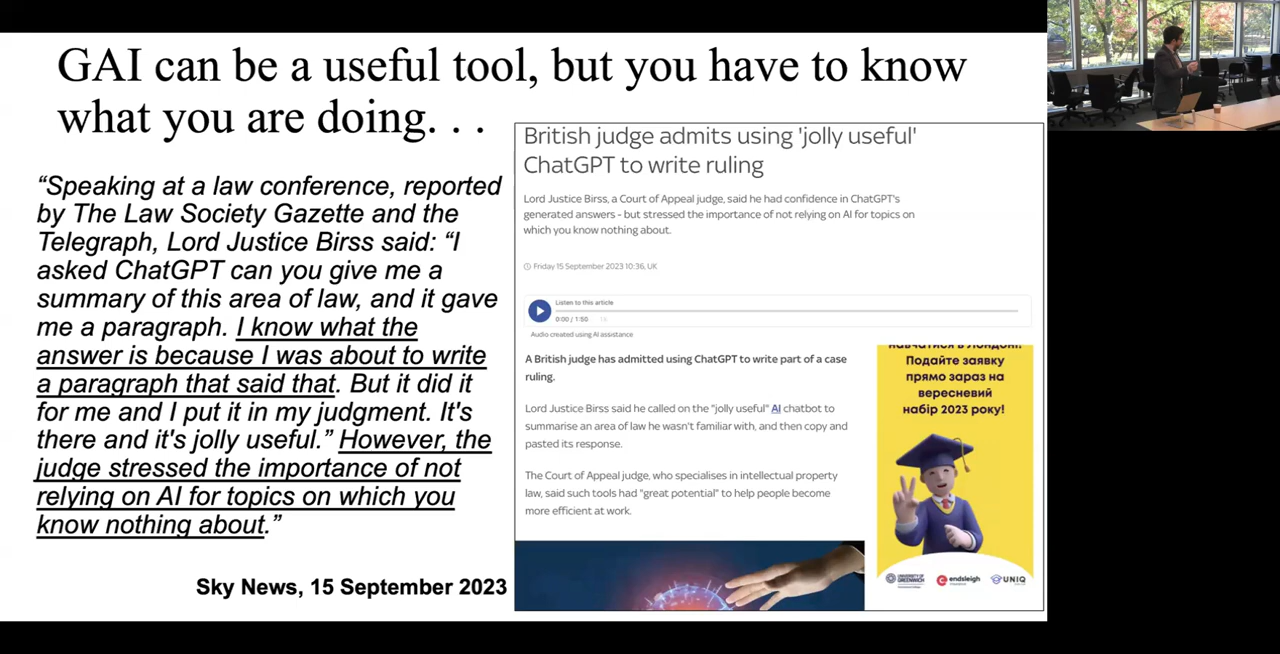 GAI can be a useful tool, but you have to know
what you are doing. . .
“Speaking at a law conference, reported
by The Law Society Gazette and the
Telegraph, Lord Justice Birss said: “I
asked ChatGPT can you give me a
summary of this area of law, and it gave
me a paragraph. I know what the
answer is because I was about to write
a paragraph that said that. But it did it
for me and I put it in my judgment. It's
there and it's jolly useful.” However, the
judge stressed the importance of not
relying on AI for topics on which you
know nothing about.”
Sky News, 15 September 2023
British judge admits using 'jolly useful'
ChatGPT to write ruling
Lord Justice Birss, a Court of Appeal judge, said he had confidence in ChatGPT's
generated answers - but stressed the importance of not relying on AI for topics on
which you know nothing about.
Friday 15 September 2023 10:36, UK
Listen to this article
0:00 / 1:50 1X
Audio created using AI assistance
A British judge has admitted using ChatGPT to write part of a case
ruling.
Lord Justice Birss said he called on the "jolly useful" AI chatbot to
summarise an area of law he wasn't familiar with, and then copy and
pasted its response.
The Court of Appeal judge, who specialises in intellectual property
law, said such tools had "great potential" to help people become
more efficient at work.
навчатися в Лондоні!
Подайте заявку
прямо зараз на
вересневий
набір 2023 року!
UNIVERSITY OF
GREENWICH
endsleigh
UNIQ